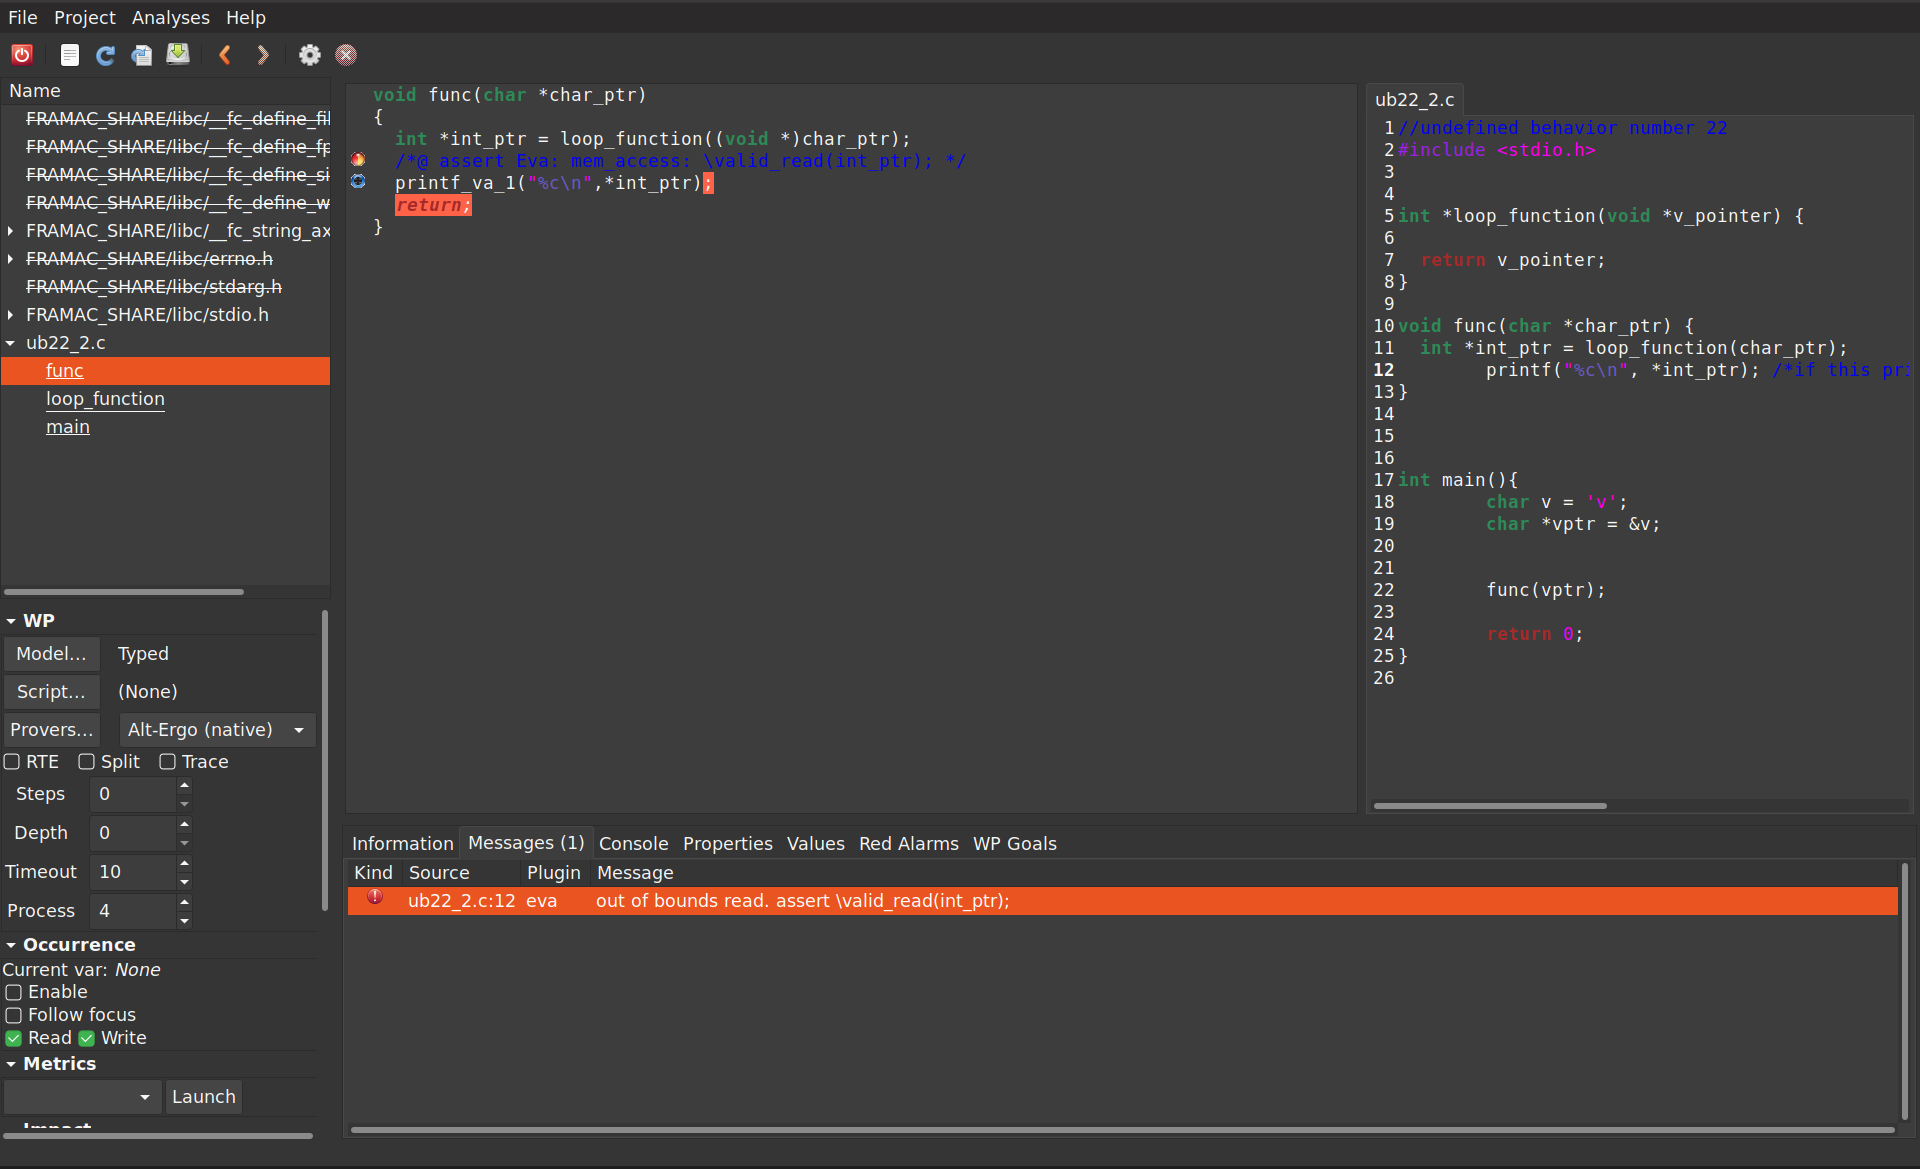 File Project Analyses Help
Name
FRAMAC_SHARE/libc/__fc_define_fil
FRAMAC_SHARE/libc/__fc_define_fp
FRAMAC_SHARE/libc/__fc_define_si
FRAMAC_SHARE/libc/__fc_define_w
FRAMAC_SHARE/libc/__fc_string_ax
FRAMAC_SHARE/libc/errno.h
FRAMAC_SHARE/libc/stdarg.h
FRAMAC_SHARE/libc/stdio.h
ub22_2.c
func
loop_function
main
WP
Model... Typed
Script... (None)
Provers... Alt-Ergo (native)
RTE Split Trace
Steps 0
Depth 0
Timeout 10
Process 4
Occurrence
Current var: None
Enable
Follow focus
Read Write
Metrics
Launch
Impact
void func(char *char_ptr)
{
  int *int_ptr = loop_function((void *)char_ptr);
  /*@ assert Eva: mem_access: \valid_read(int_ptr); */
  printf_va_1("%c\n",*int_ptr);
  return;
}
ub22_2.c
1 //undefined behavior number 22
2 #include <stdio.h>
3
4
5 int *loop_function(void *v_pointer) {
6
7   return v_pointer;
8 }
9
10 void func(char *char_ptr) {
11   int *int_ptr = loop_function(char_ptr);
12         printf("%c\n", *int_ptr); /*if this pri
13 }
14
15
16
17 int main(){
18         char v = 'v';
19         char *vptr = &v;
20
21
22         func(vptr);
23
24         return 0;
25 }
26
Information Messages (1) Console Properties Values Red Alarms WP Goals
Kind Source Plugin Message
ub22_2.c:12 eva out of bounds read. assert \valid_read(int_ptr);